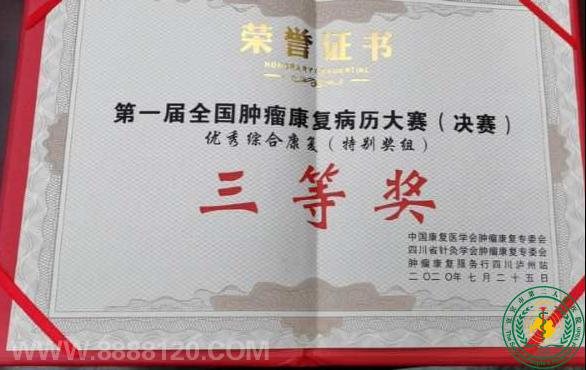 荣誉证书
HONORARY CREDENTIAL
第一届全国肿瘤康复病历大赛（决赛）
优秀综合康复（特别奖组）
三等奖
中国康复医学会肿瘤康复专委会
四川省针灸学会肿瘤康复专委会
肿瘤康复服务行四川泸州站
二〇二〇年七月二十五日
WWW.8888120.COM